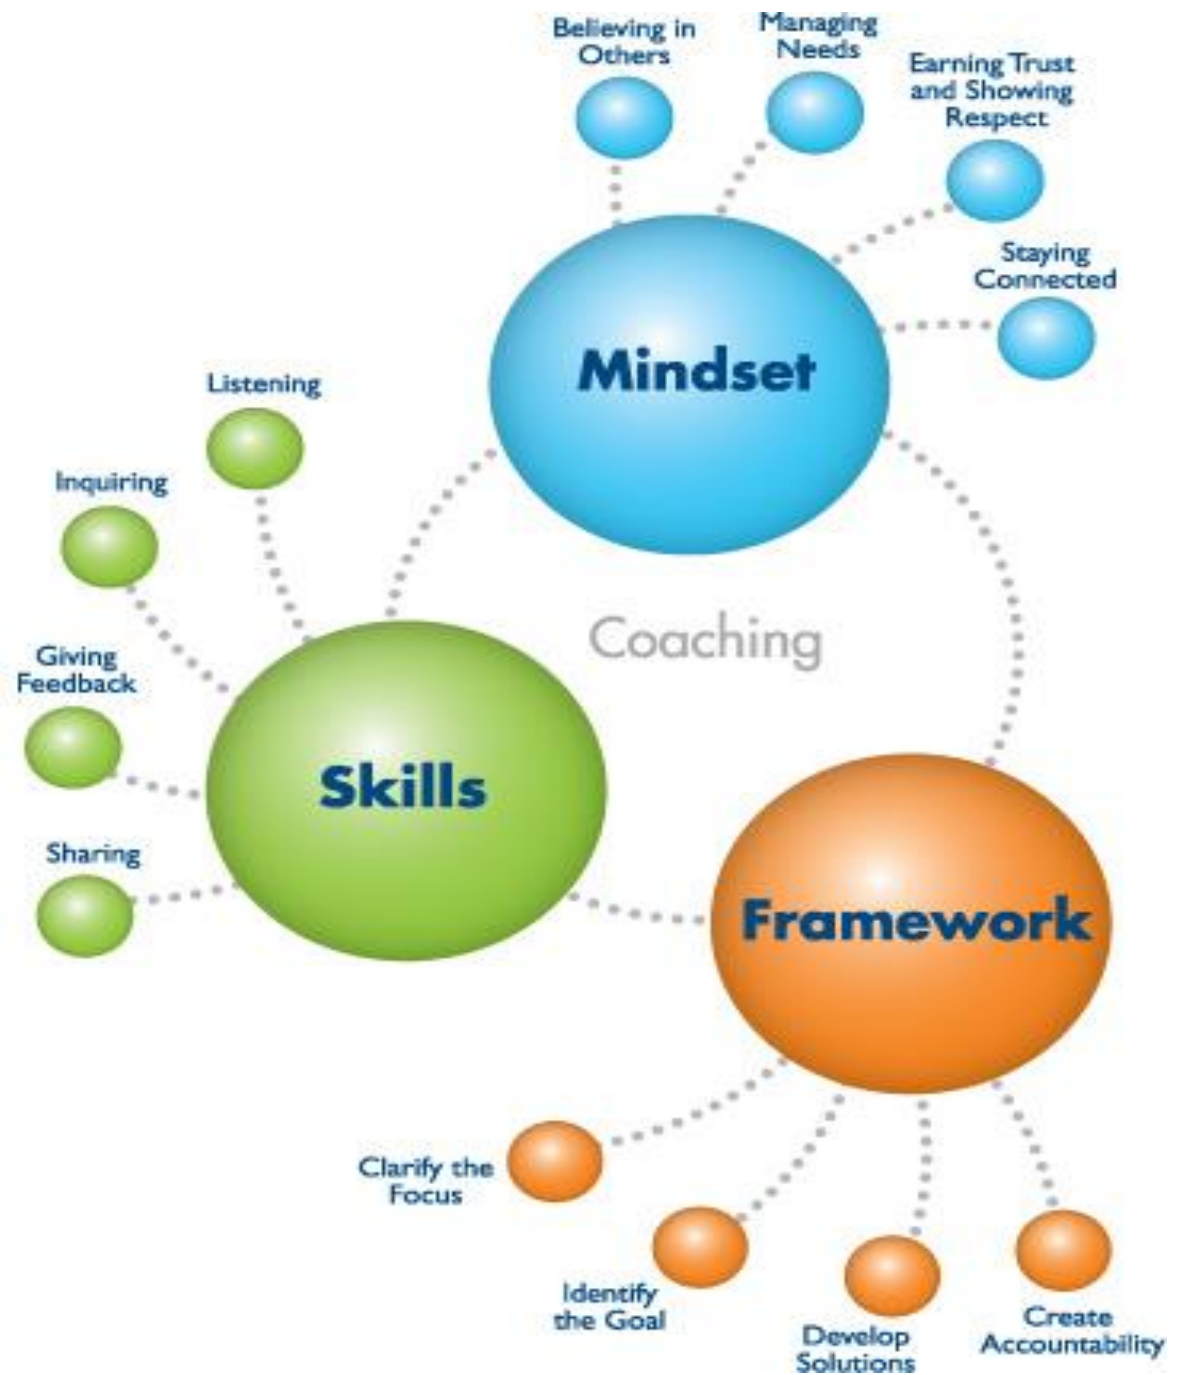 Believing in
Others
Managing
Needs
Earning Trust
and Showing
Respect
Staying
Connected
Mindset
Listening
Inquiring
Giving
Feedback
Sharing
Skills
Coaching
Framework
Clarify the
Focus
Identify
the Goal
Develop
Solutions
Create
Accountability